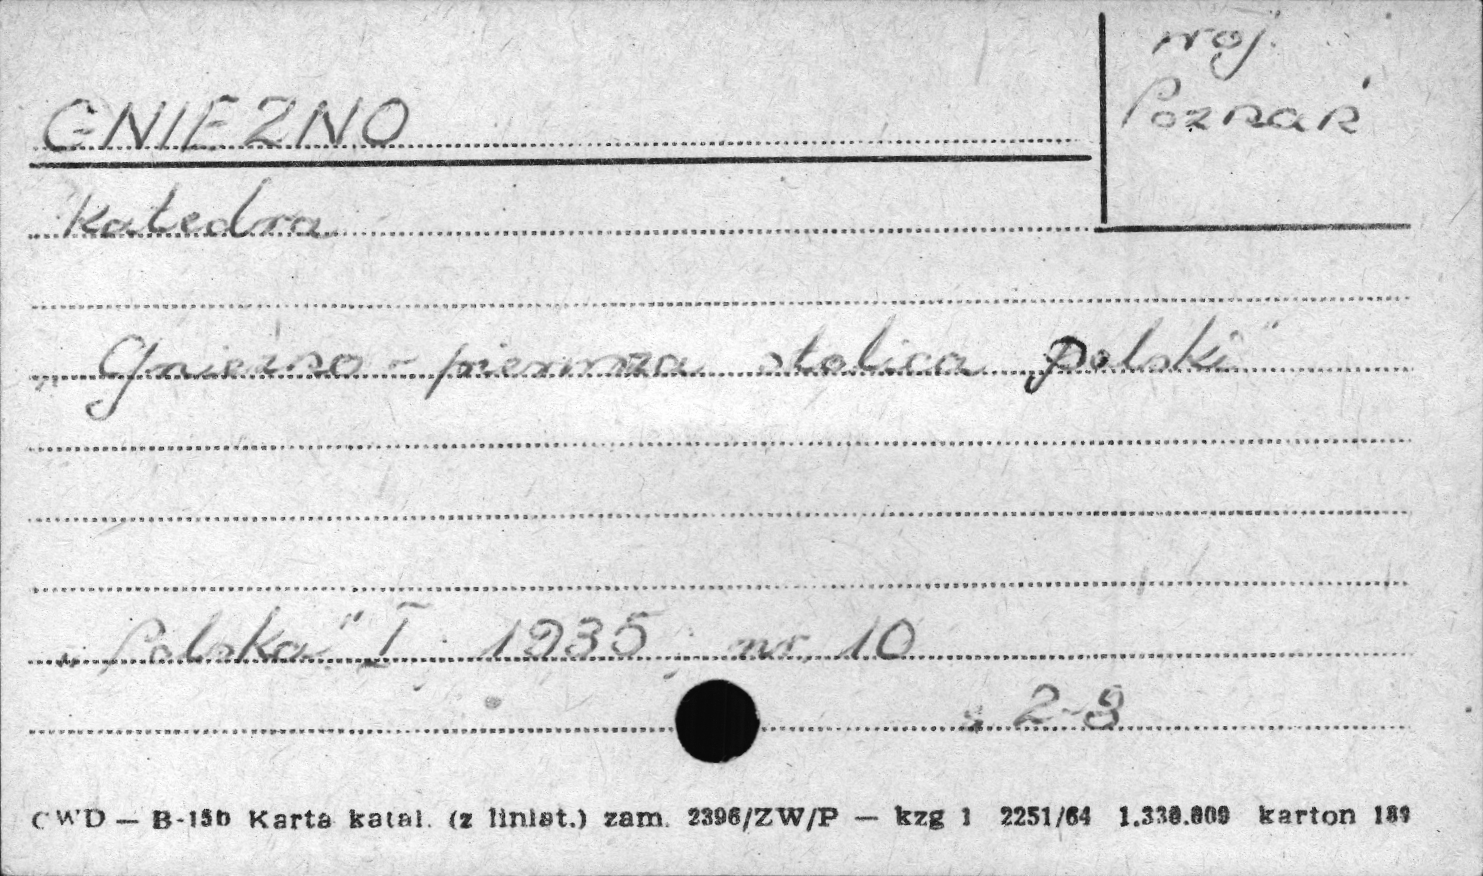 woj.
Poznań
GNIEZNO
Katedra
„Gniezno – pierwsza stolica Polski"
„Polska" I 1935 nr. 10
s 2-3
CWD — B-15b Karta katal. (z liniat.) zam. 2396/ZW/P — kzg 1 2251/64 1.330.000 karton 189